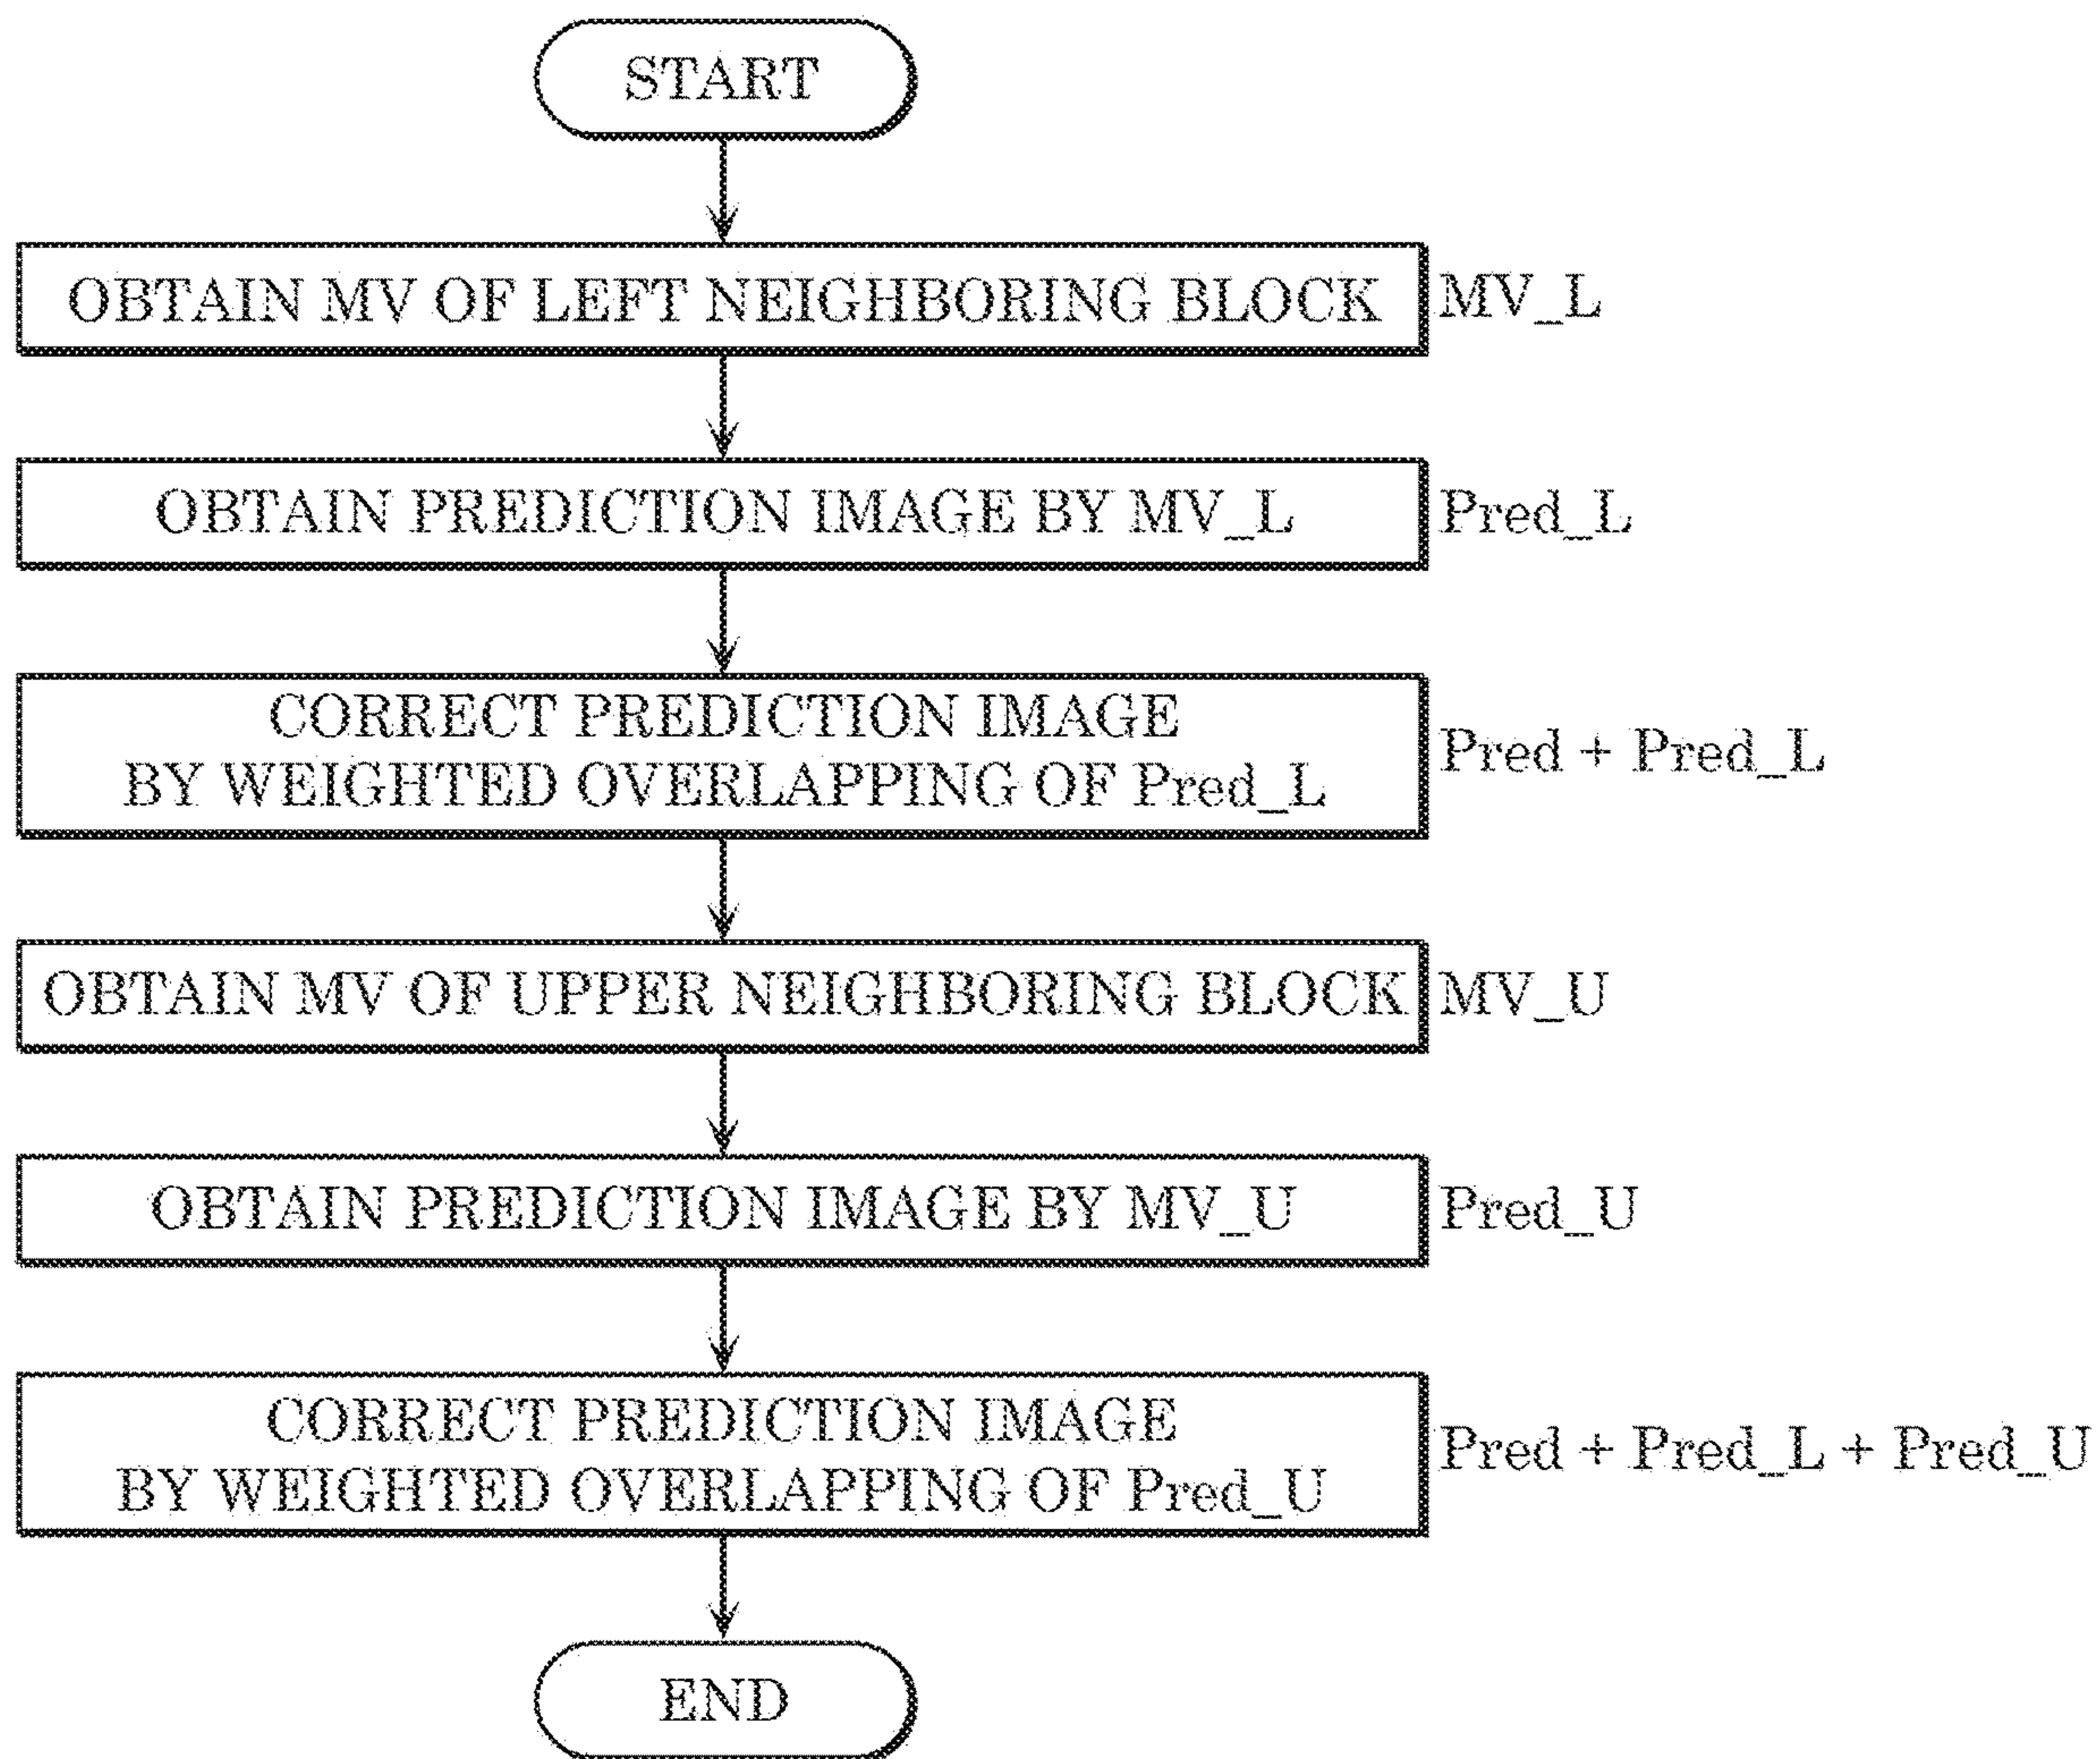 START
OBTAIN MV OF LEFT NEIGHBORING BLOCK MV_L
OBTAIN PREDICTION IMAGE BY MV_L Pred_L
CORRECT PREDICTION IMAGE
BY WEIGHTED OVERLAPPING OF Pred_L
Pred + Pred_L
OBTAIN MV OF UPPER NEIGHBORING BLOCK MV_U
OBTAIN PREDICTION IMAGE BY MV_U Pred_U
CORRECT PREDICTION IMAGE
BY WEIGHTED OVERLAPPING OF Pred_U
Pred + Pred_L + Pred_U
END